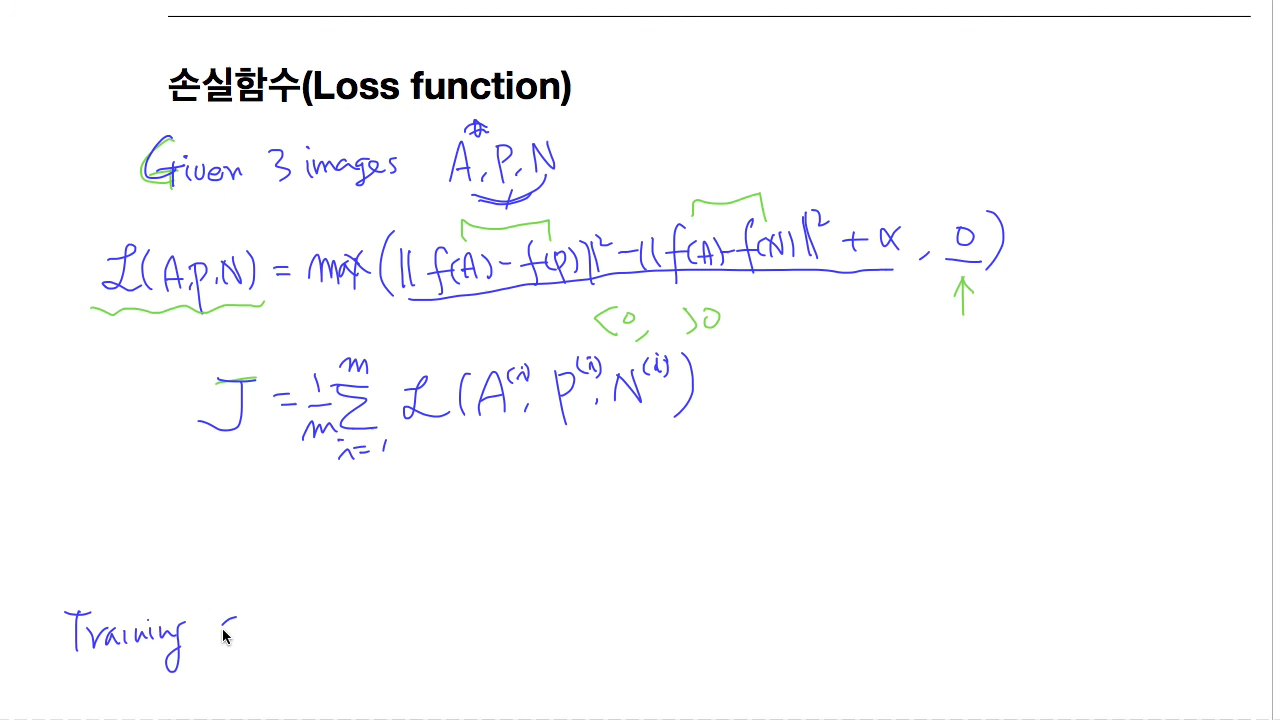 손실함수(Loss function)
Given 3 images A, P, N
L(A,P,N) = max(||f(A)-f(P)||² -||f(A)-f(N)||² + α, 0)
<0, >0
J = 1/m Σ_{i=1}^{m} L(A⁽ⁱ⁾, P⁽ⁱ⁾, N⁽ⁱ⁾)
Training